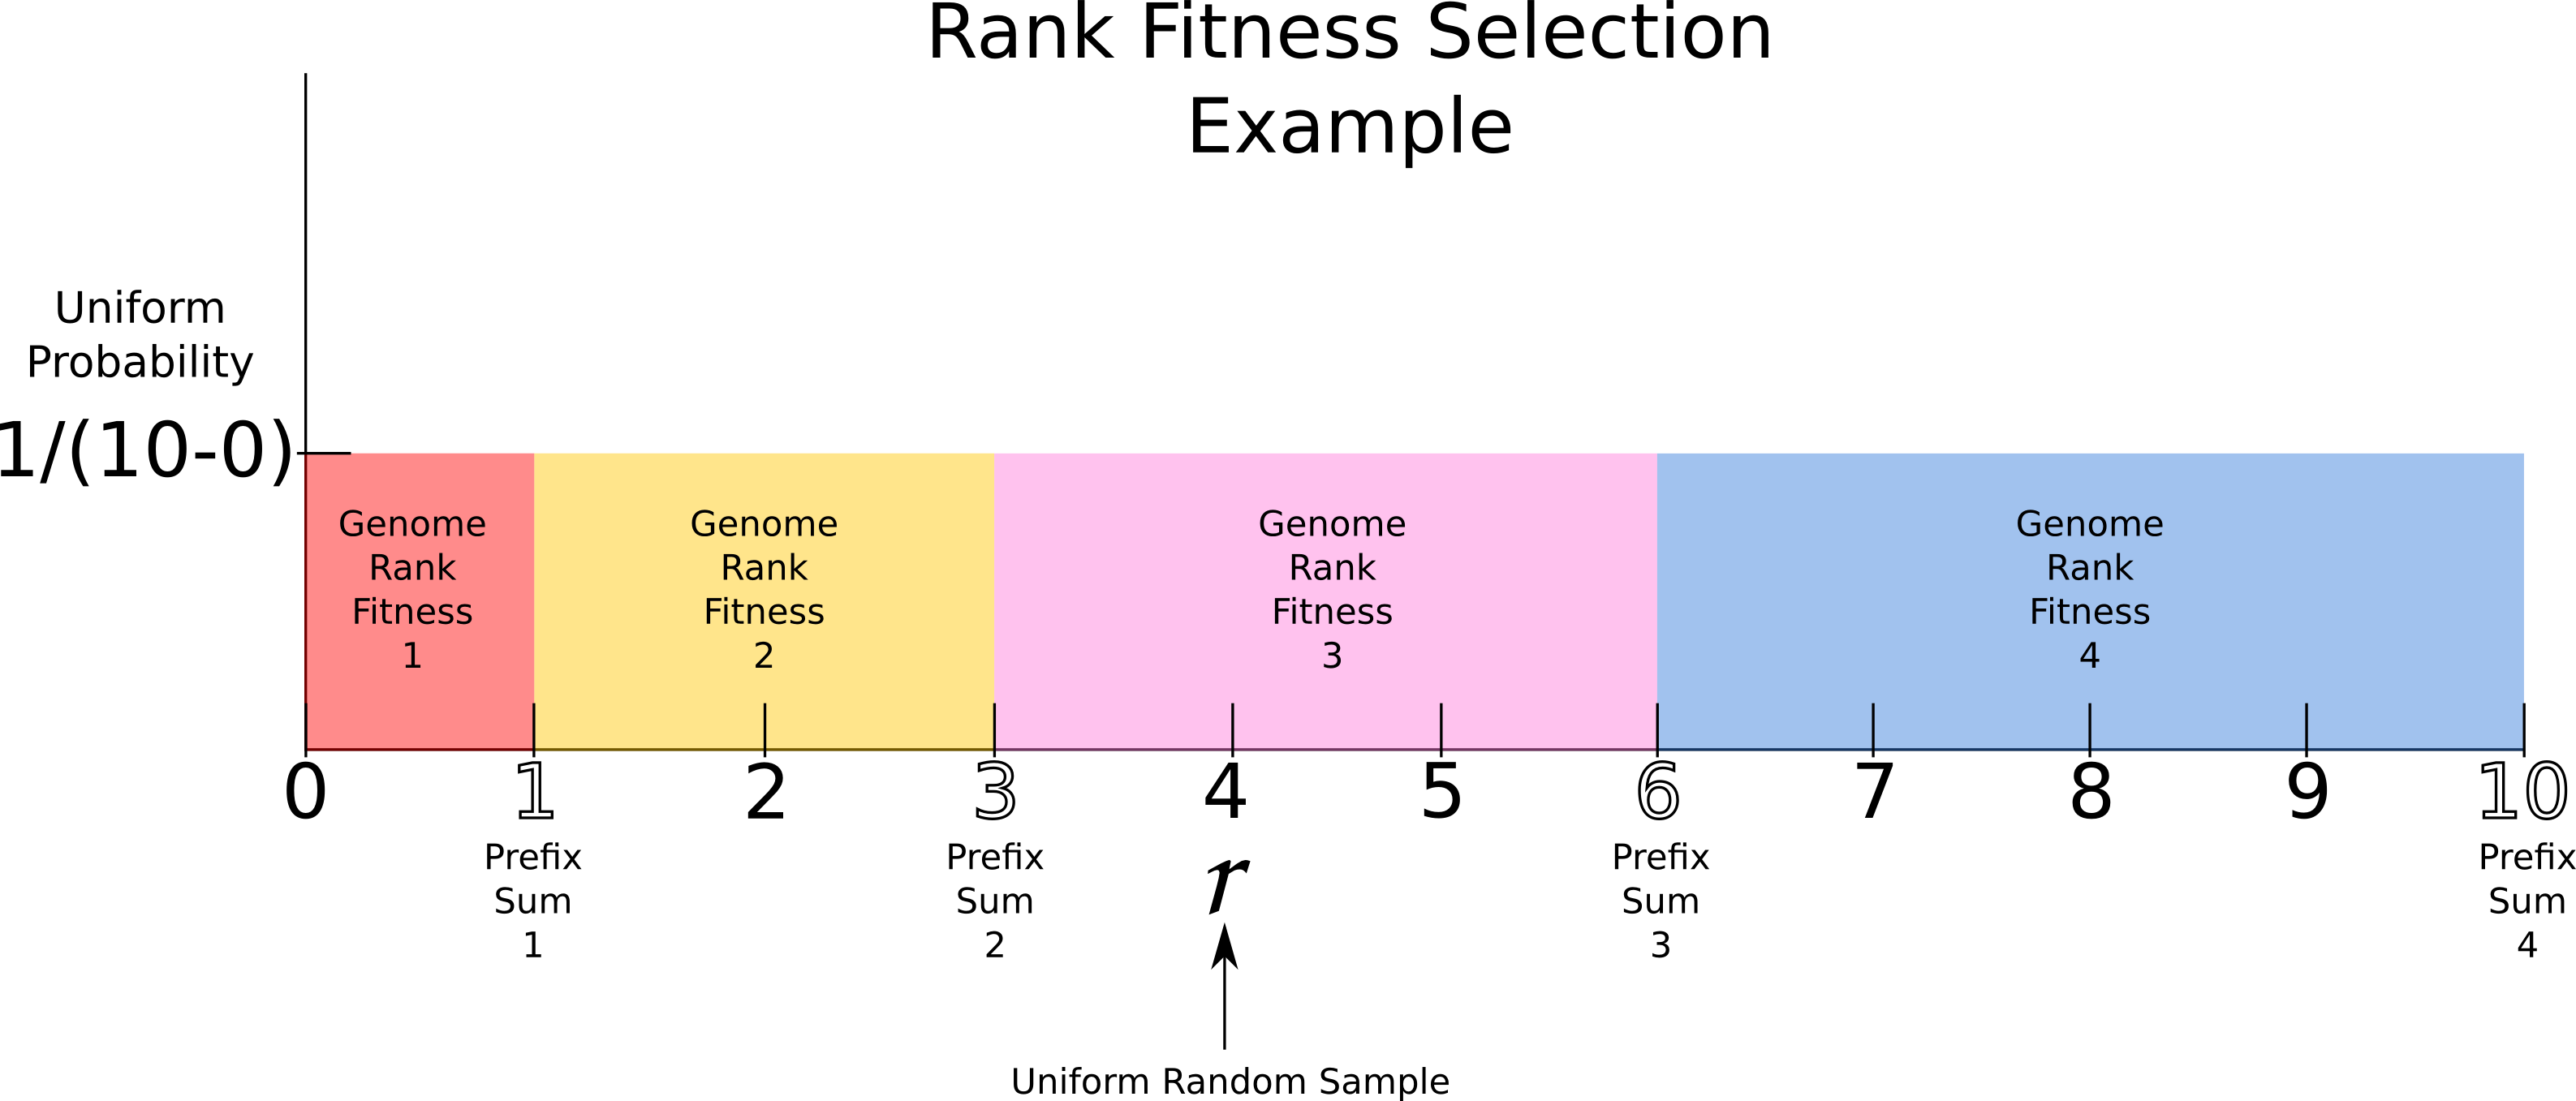 Rank Fitness Selection
Example
Uniform
Probability
1/(10-0)
Genome
Rank
Fitness
1
Genome
Rank
Fitness
2
Genome
Rank
Fitness
3
Genome
Rank
Fitness
4
0 1 2 3 4 5 6 7 8 9 10
Prefix
Sum
1
Prefix
Sum
2
r
Prefix
Sum
3
Prefix
Sum
4
Uniform Random Sample